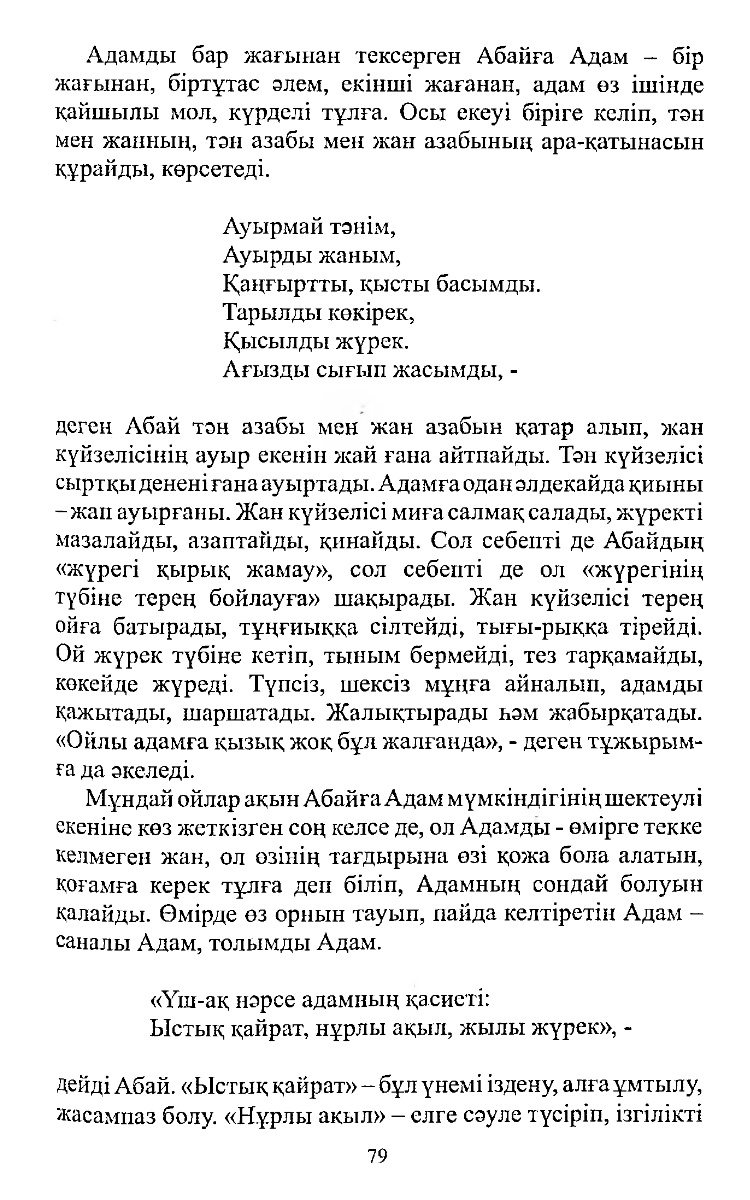 Адамды бар жағынан тексерген Абайға Адам – бір
жағынан, біртұтас әлем, екінші жағанан, адам өз ішінде
қайшылы мол, күрделі тұлға. Осы екеуі біріге келіп, тән
мен жанның, тән азабы мен жан азабының ара-қатынасын
құрайды, көрсетеді.
Ауырмай тәнім,
Ауырды жаным,
Қаңғыртты, қысты басымды.
Тарылды көкірек,
Қысылды жүрек.
Ағызды сығып жасымды, -
деген Абай тән азабы мен жан азабын қатар алып, жан
күйзелісінің ауыр екенін жай ғана айтпайды. Тән күйзелісі
сыртқы денені ғана ауыртады. Адамға одан әлдекайда қиыны
– жан ауырғаны. Жан күйзелісі миға салмақ салады, жүректі
мазалайды, азаптайды, қинайды. Сол себепті де Абайдың
«жүрегі қырық жамау», сол себепті де ол «жүрегінің
түбіне терең бойлауға» шақырады. Жан күйзелісі терең
ойға батырады, тұңғиыққа сілтейді, тығы-рыққа тірейді.
Ой жүрек түбіне кетіп, тыным бермейді, тез тарқамайды,
көкейде жүреді. Түпсіз, шексіз мұңға айналып, адамды
қажытады, шаршатады. Жалықтырады һәм жабырқатады.
«Ойлы адамға қызық жоқ бұл жалғанда», - деген тұжырым-
ға да әкеледі.
Мұндай ойлар ақын Абайға Адам мүмкіндігінің шектеулі
екеніне көз жеткізген соң келсе де, ол Адамды - өмірге текке
келмеген жан, ол өзінің тағдырына өзі қожа бола алатын,
қоғамға керек тұлға деп біліп, Адамның сондай болуын
қалайды. Өмірде өз орнын тауып, пайда келтіретін Адам –
саналы Адам, толымды Адам.
«Үш-ақ нәрсе адамның қасиеті:
Ыстық қайрат, нұрлы ақыл, жылы жүрек», -
дейді Абай. «Ыстық қайрат» – бұл үнемі іздену, алға ұмтылу,
жасампаз болу. «Нұрлы ақыл» – елге сәуле түсіріп, ізгілікті
79